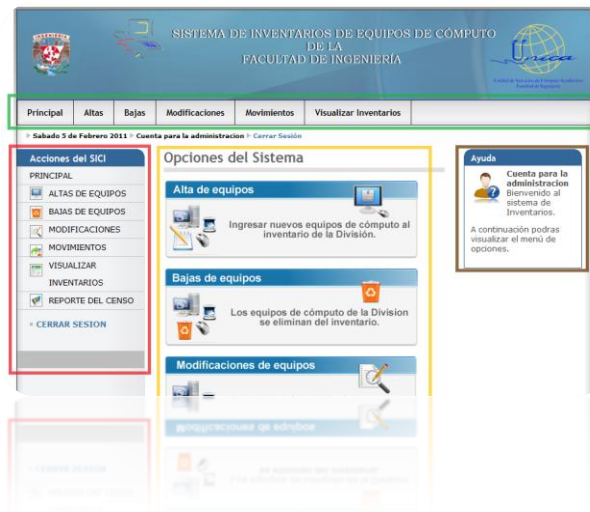 SISTEMA DE INVENTARIOS DE EQUIPOS DE CÓMPUTO
DE LA
FACULTAD DE INGENIERÍA
INGENIERIA
Unica
Principal Altas Bajas Modificaciones Movimientos Visualizar Inventarios
Sabado 5 de Febrero 2011 Cuenta para la administracion Cerrar Sesión
Acciones del SICI
PRINCIPAL
ALTAS DE EQUIPOS
BAJAS DE EQUIPOS
MODIFICACIONES
MOVIMIENTOS
VISUALIZAR
INVENTARIOS
REPORTE DEL CENSO
» CERRAR SESION
Opciones del Sistema
Alta de equipos
Ingresar nuevos equipos de cómputo al
inventario de la División.
Bajas de equipos
Los equipos de cómputo de la Division
se eliminan del inventario.
Modificaciones de equipos
Ayuda
Cuenta para la
administracion
Bienvenido al
sistema de
Inventarios.
A continuación podras
visualizar el menú de
opciones.